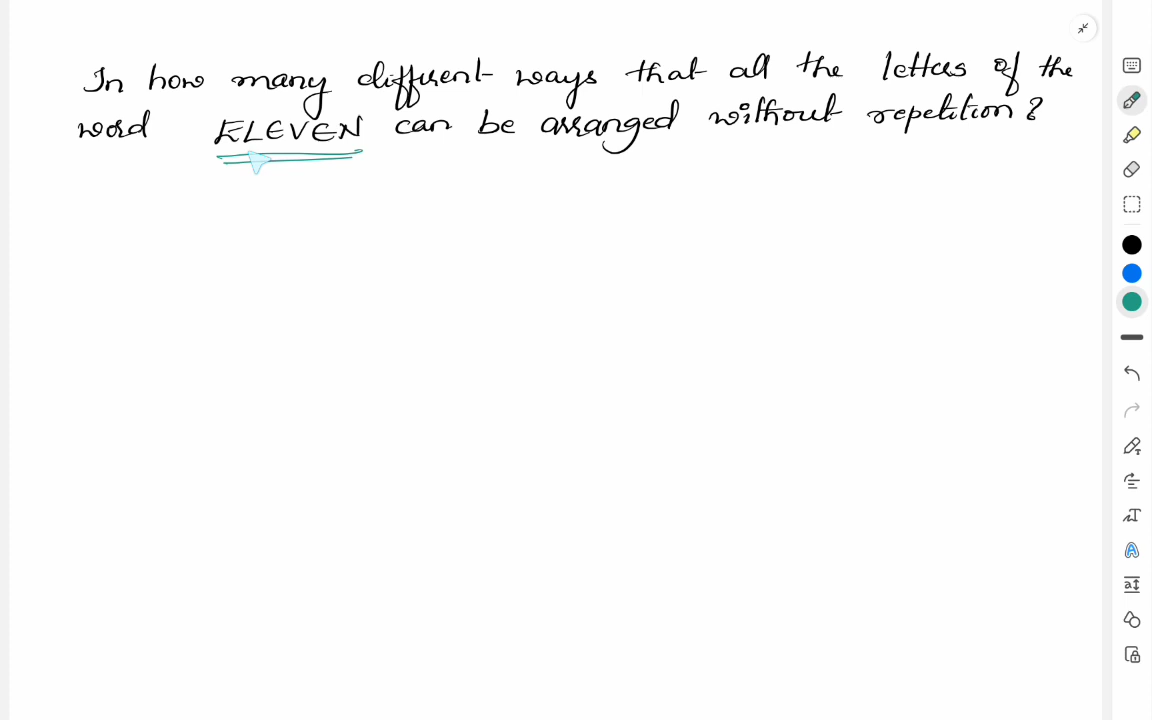 In how many different ways that all the letters of the
word ELEVEN can be arranged without repetition?